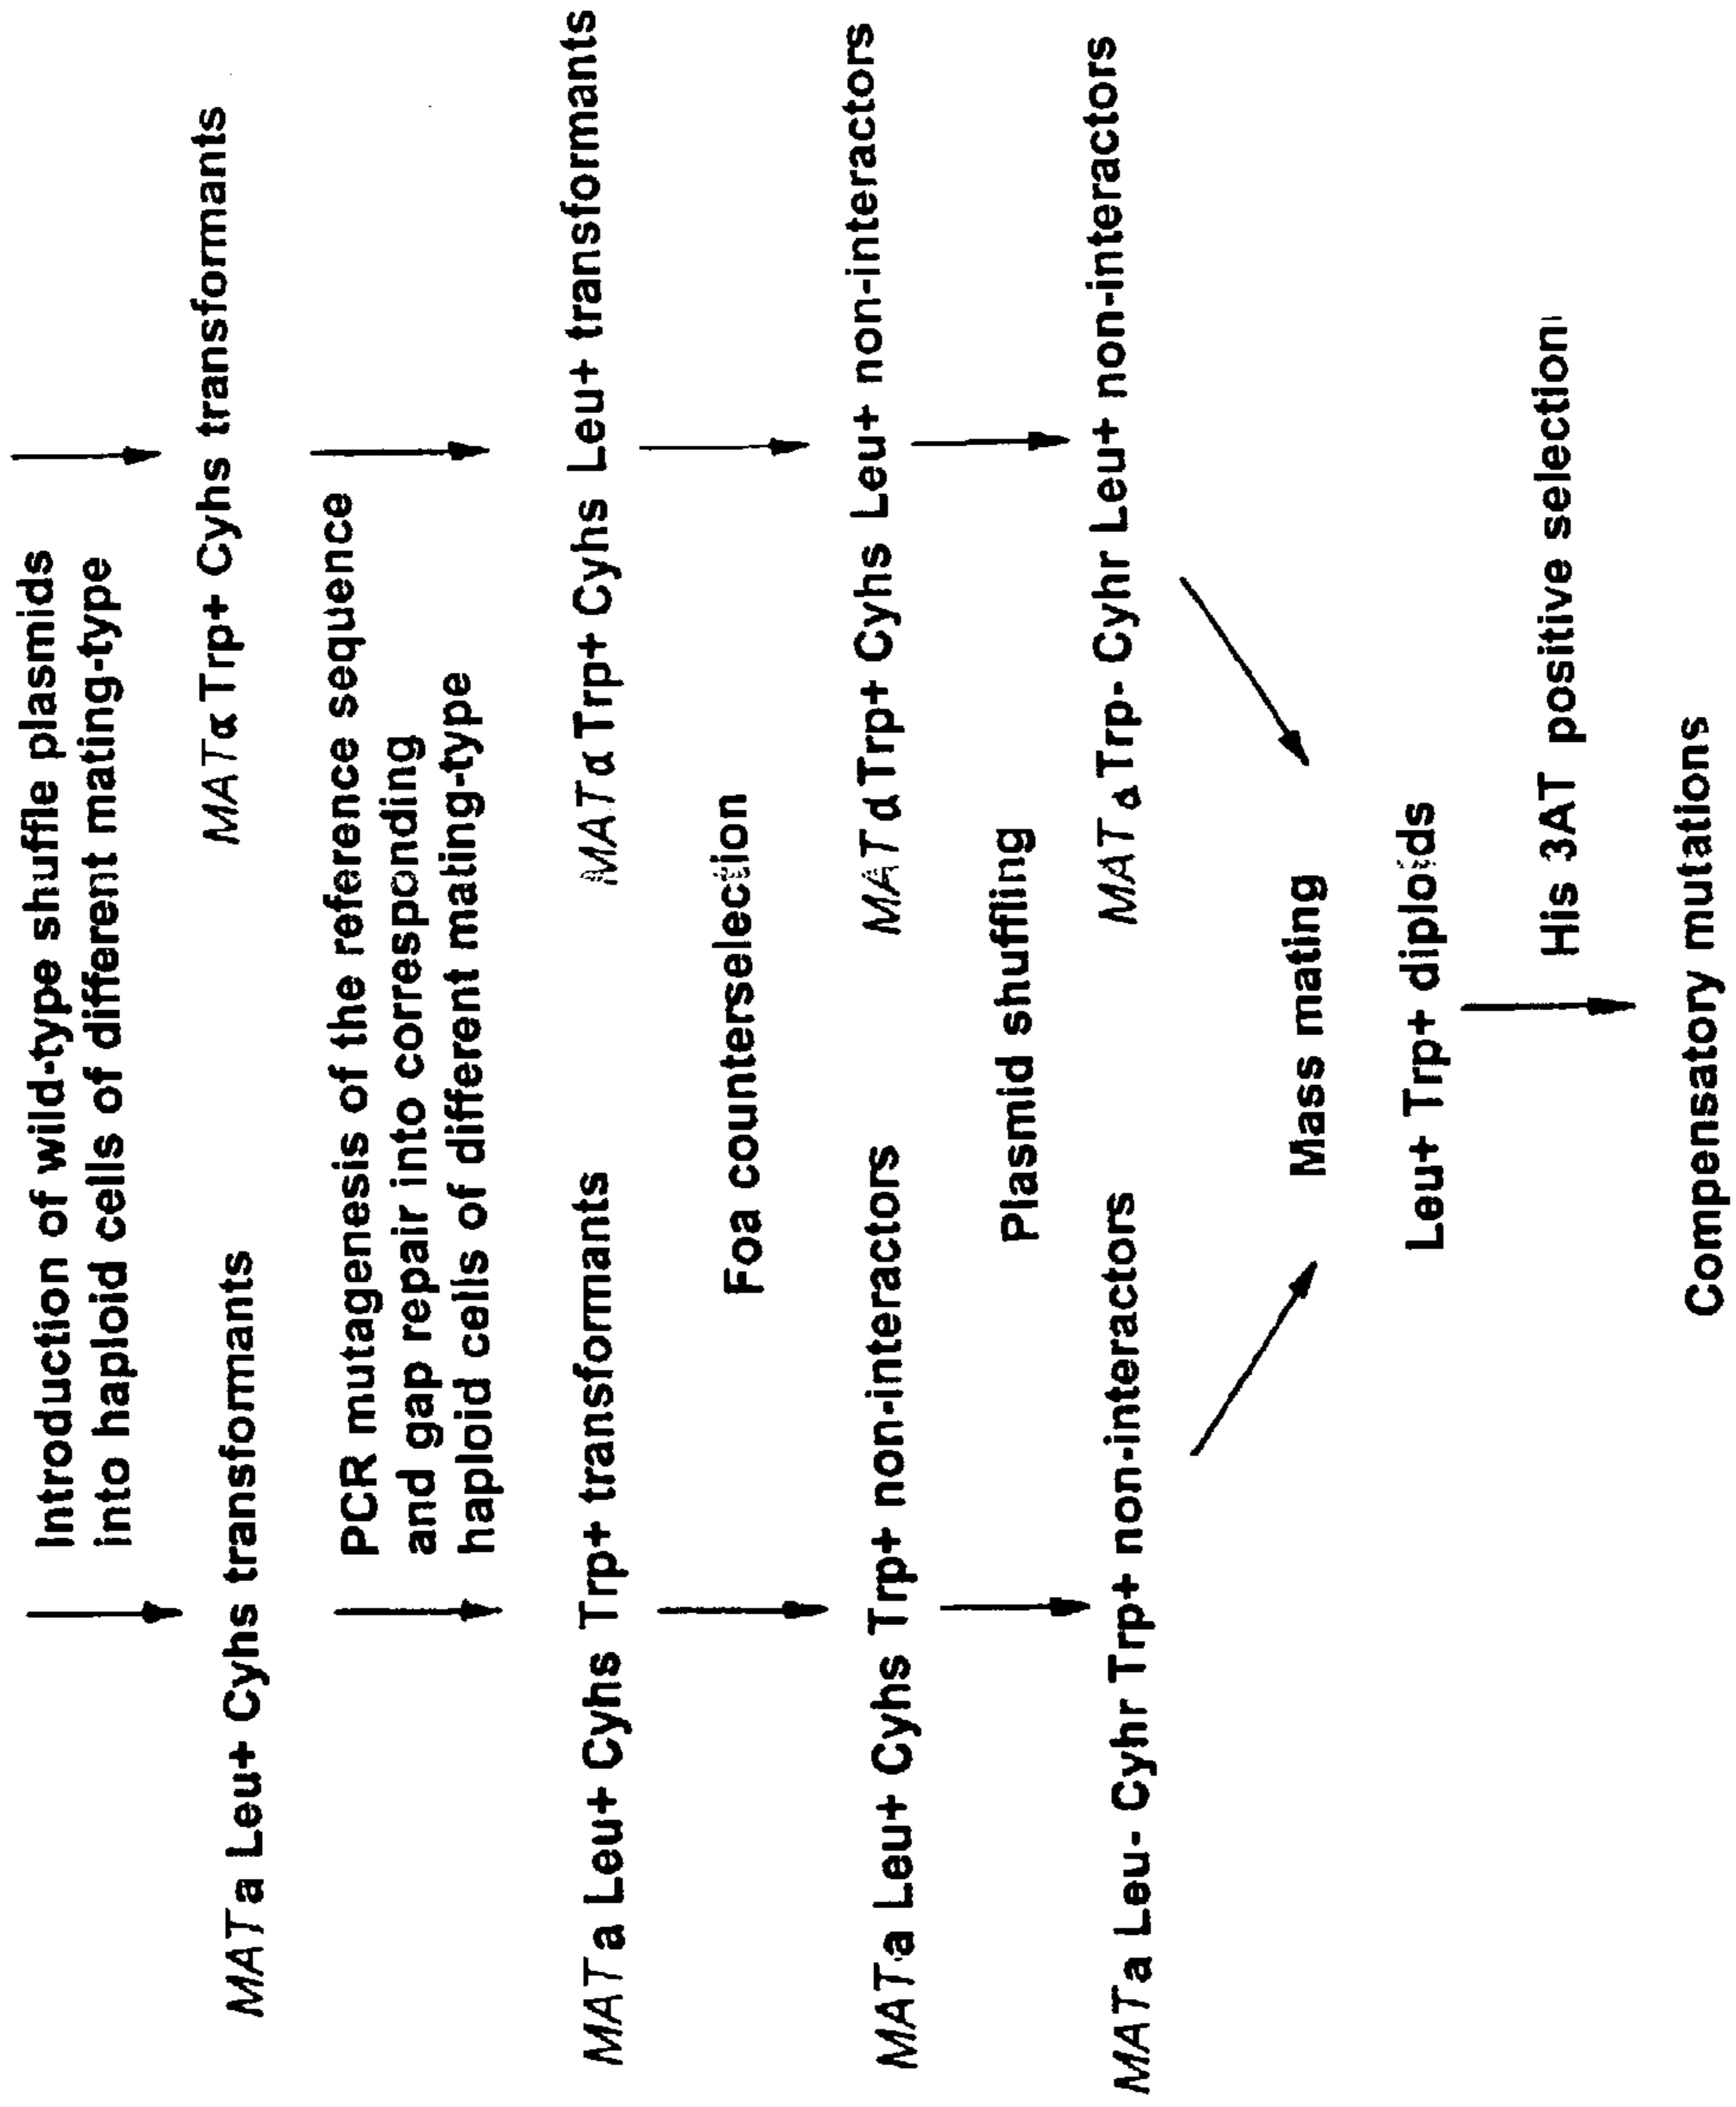 Introduction of wild-type shuffle plasmids
into haploid cells of different mating-type
MATa Leu+ Cyhs transformants
MATα Trp+ Cyhs transformants
PCR mutagenesis of the reference sequence
and gap repair into corresponding
haploid cells of different mating-type
MATa Leu+ Cyhs Trp+ transformants
MATα Trp+ Cyhs Leu+ transformants
Foa counterselection
MATa Leu+ Cyhs Trp+ non-interactors
MATα Trp+ Cyhs Leu+ non-interactors
Plasmid shuffling
MATa Leu- Cyhr Trp+ non-interactors
MATα Trp- Cyhr Leu+ non-interactors
Mass mating
Leu+ Trp+ diploids
His 3AT positive selection
Compensatory mutations